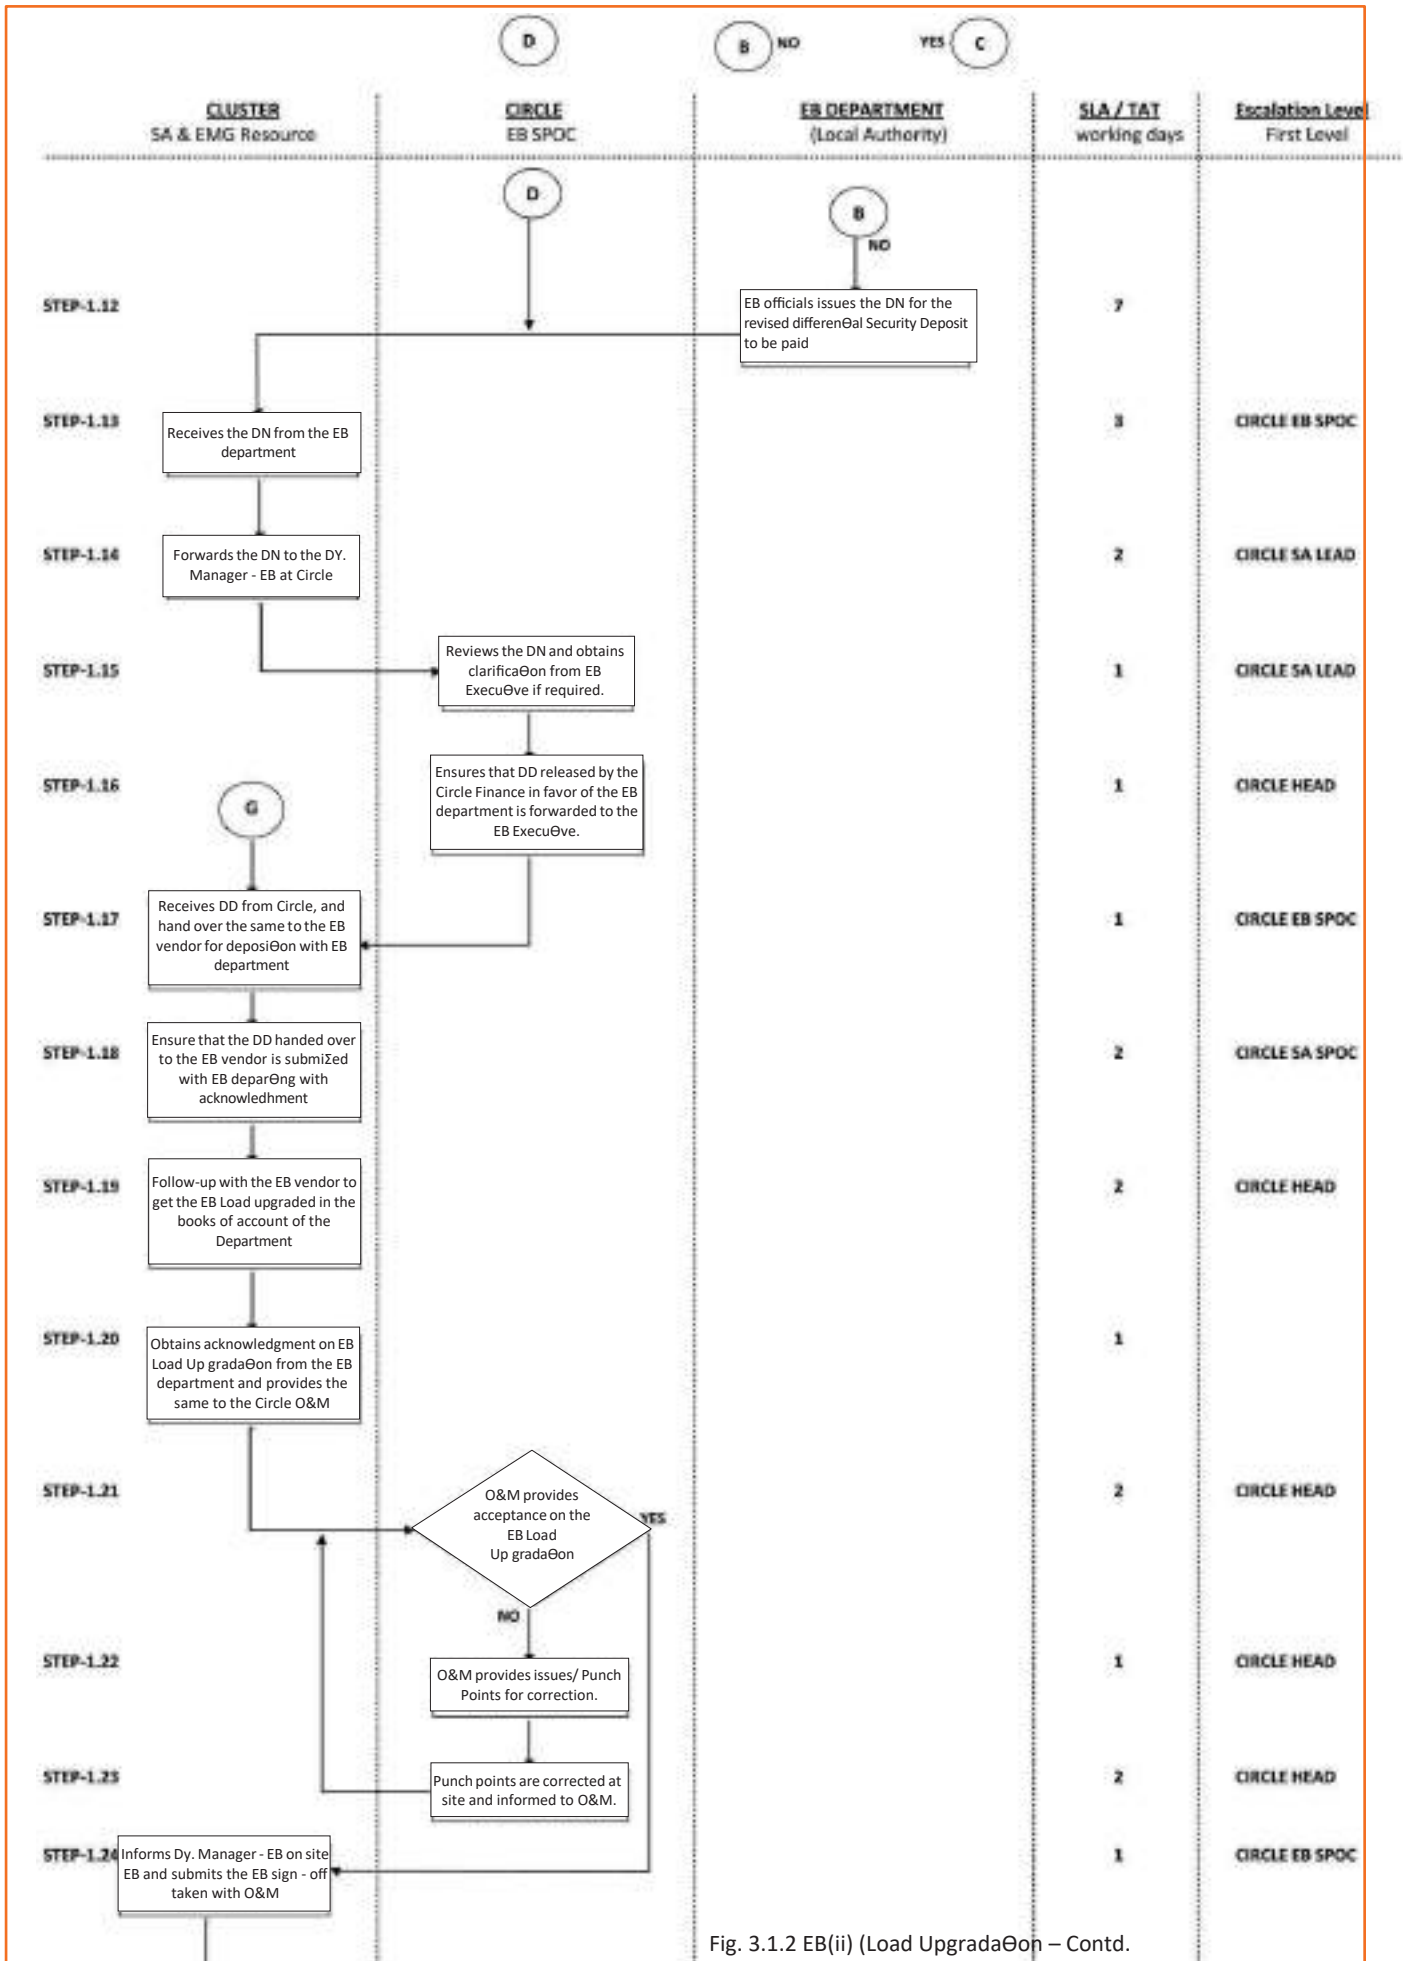 D
B NO
YES C
CLUSTER
SA & EMG Resource
CIRCLE
EB SPOC
EB DEPARTMENT
(Local Authority)
SLA / TAT
working days
Escalation Level
First Level
D
B
NO
STEP-1.12
EB officials issues the DN for the
revised differenϴal Security Deposit
to be paid
7
STEP-1.13
Receives the DN from the EB
department
3
CIRCLE EB SPOC
STEP-1.14
Forwards the DN to the DY.
Manager - EB at Circle
2
CIRCLE SA LEAD
STEP-1.15
Reviews the DN and obtains
clarificaϴon from EB
Execuϴve if required.
1
CIRCLE SA LEAD
STEP-1.16
Ensures that DD released by the
Circle Finance in favor of the EB
department is forwarded to the
EB Execuϴve.
1
CIRCLE HEAD
G
STEP-1.17
Receives DD from Circle, and
hand over the same to the EB
vendor for deposiϴon with EB
department
1
CIRCLE EB SPOC
STEP-1.18
Ensure that the DD handed over
to the EB vendor is submiΣed
with EB deparϴng with
acknowledhment
2
CIRCLE SA SPOC
STEP-1.19
Follow-up with the EB vendor to
get the EB Load upgraded in the
books of account of the
Department
2
CIRCLE HEAD
STEP-1.20
Obtains acknowledgment on EB
Load Up gradaϴon from the EB
department and provides the
same to the Circle O&M
1
STEP-1.21
O&M provides
acceptance on the
EB Load
Up gradaϴon
YES
2
CIRCLE HEAD
NO
STEP-1.22
O&M provides issues/ Punch
Points for correction.
1
CIRCLE HEAD
STEP-1.23
Punch points are corrected at
site and informed to O&M.
2
CIRCLE HEAD
STEP-1.24
Informs Dy. Manager - EB on site
EB and submits the EB sign - off
taken with O&M
1
CIRCLE EB SPOC
Fig. 3.1.2 EB(ii) (Load Upgradaϴon – Contd.